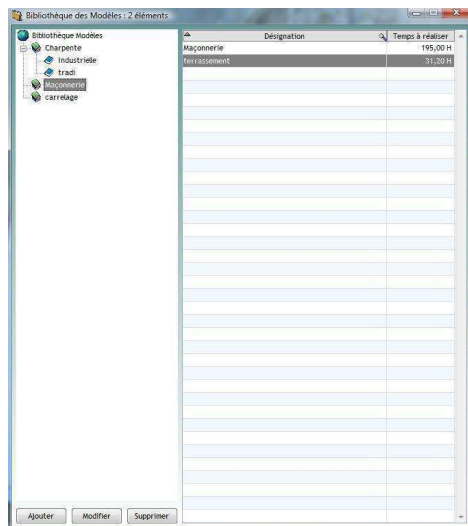 Bibliothèque des Modèles : 2 éléments
Bibliothèque Modèles
Charpente
Industrielle
tradi
Maçonnerie
carrelage
Désignation Temps à réaliser
Maçonnerie 195,00 H
terrassement 31,20 H
Ajouter Modifier Supprimer